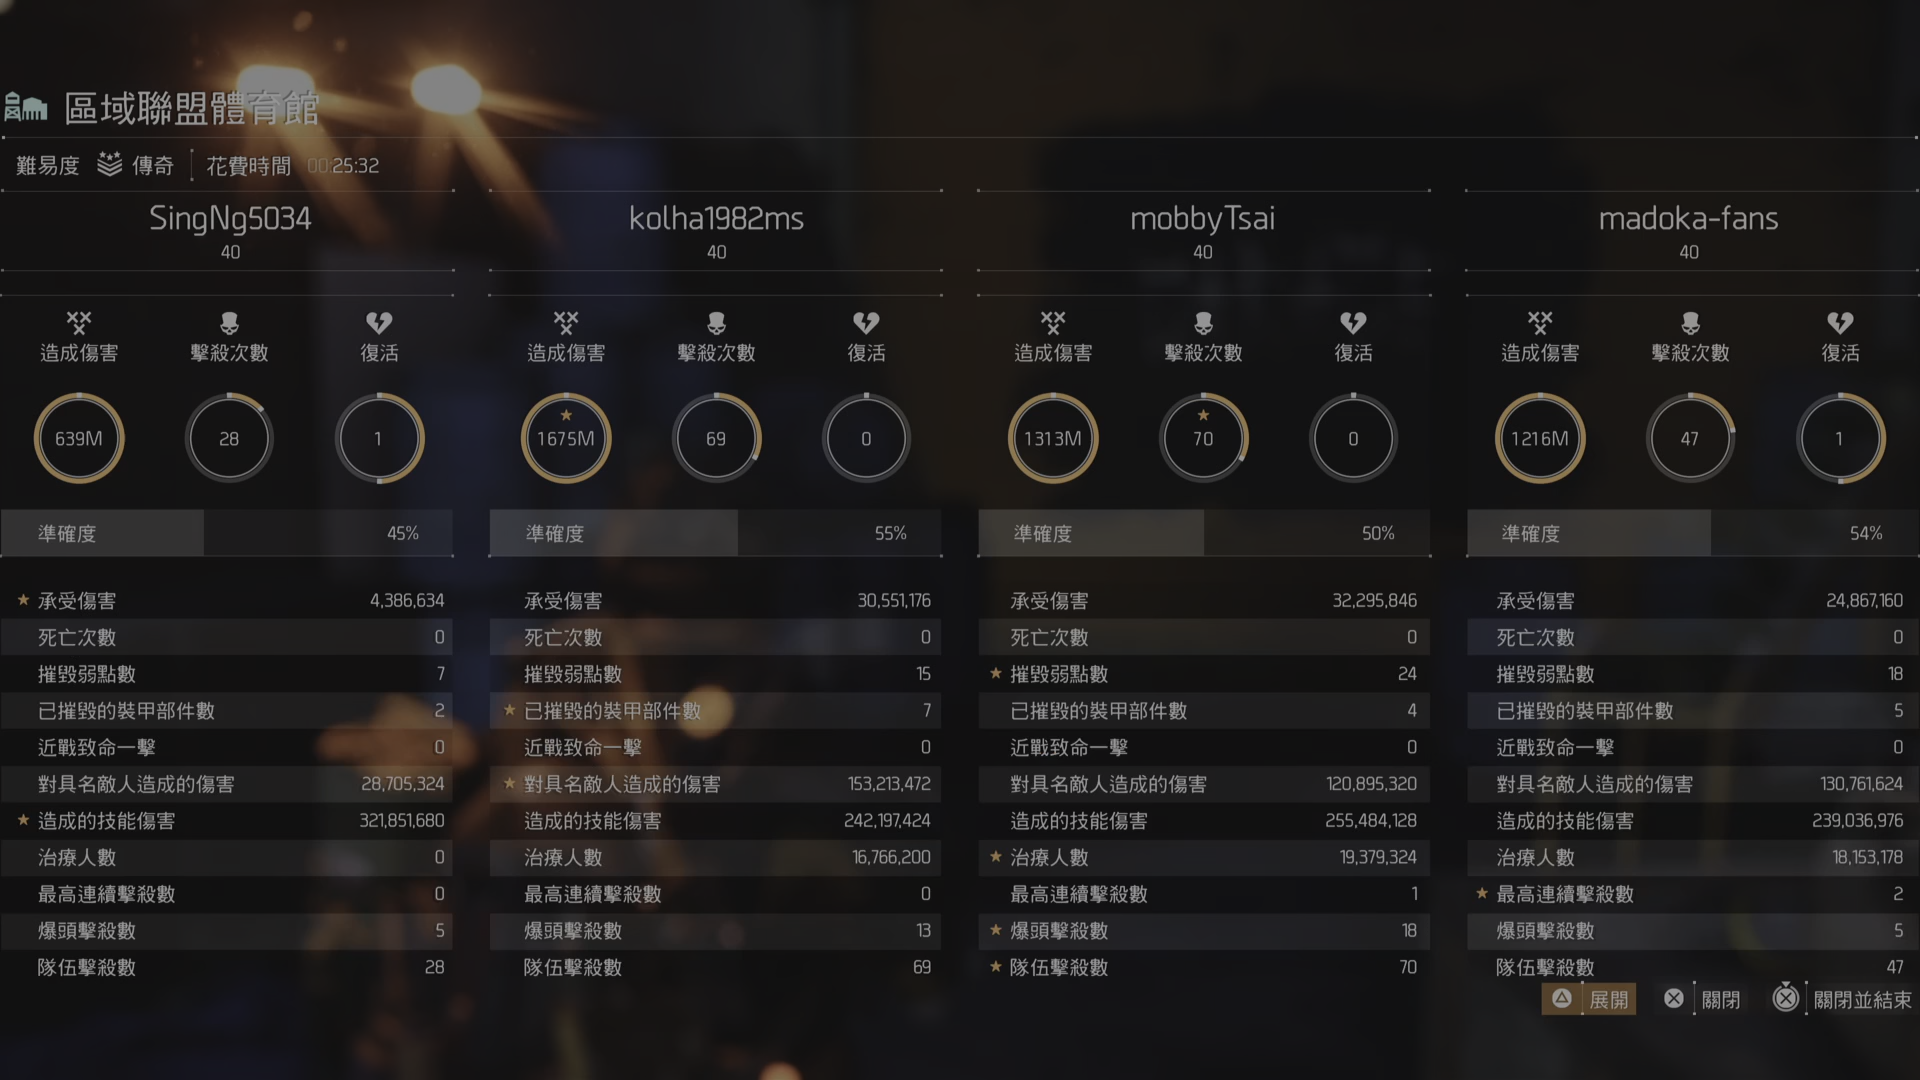 區域聯盟體育館
難易度 傳奇 花費時間 00:25:32
SingNg5034
40
造成傷害 擊殺次數 復活
639M 28 1
準確度 45%
承受傷害 4,386,634
死亡次數 0
摧毀弱點數 7
已摧毀的裝甲部件數 2
近戰致命一擊 0
對具名敵人造成的傷害 28,705,324
造成的技能傷害 321,851,680
治療人數 0
最高連續擊殺數 0
爆頭擊殺數 5
隊伍擊殺數 28
kolha1982ms
40
造成傷害 擊殺次數 復活
1675M 69 0
準確度 55%
承受傷害 30,551,176
死亡次數 0
摧毀弱點數 15
已摧毀的裝甲部件數 7
近戰致命一擊 0
對具名敵人造成的傷害 153,213,472
造成的技能傷害 242,197,424
治療人數 16,766,200
最高連續擊殺數 0
爆頭擊殺數 13
隊伍擊殺數 69
mobbyTsai
40
造成傷害 擊殺次數 復活
1313M 70 0
準確度 50%
承受傷害 32,295,846
死亡次數 0
摧毀弱點數 24
已摧毀的裝甲部件數 4
近戰致命一擊 0
對具名敵人造成的傷害 120,895,320
造成的技能傷害 255,484,128
治療人數 19,379,324
最高連續擊殺數 1
爆頭擊殺數 18
隊伍擊殺數 70
madoka-fans
40
造成傷害 擊殺次數 復活
1216M 47 1
準確度 54%
承受傷害 24,867,160
死亡次數 0
摧毀弱點數 18
已摧毀的裝甲部件數 5
近戰致命一擊 0
對具名敵人造成的傷害 130,761,624
造成的技能傷害 239,036,976
治療人數 18,153,178
最高連續擊殺數 2
爆頭擊殺數 5
隊伍擊殺數 47
展開 關閉 關閉並結束